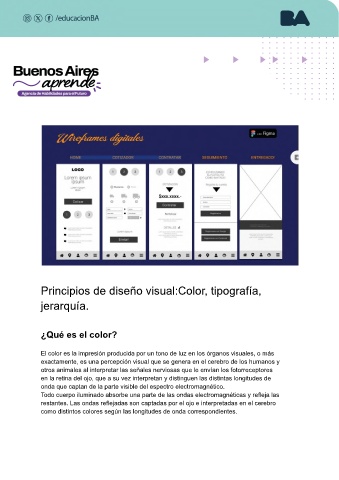 /educacionBA
BA
Buenos Aires
aprende
Agencia de Habilidades para el Futuro
Wireframes digitales
Figma
HOME
COTIZADOR
CONTRATAR
SEGUIMIENTO
LOGO
Lorem ipsum
ipsum
$xxx.xxxx.-
Principios de diseño visual:Color, tipografía,
jerarquía.
¿Qué es el color?
El color es la impresión producida por un tono de luz en los órganos visuales, o más
exactamente, es una percepción visual que se genera en el cerebro de los humanos y
otros animales al interpretar las señales nerviosas que le envían los fotorreceptores
en la retina del ojo, que a su vez interpretan y distinguen las distintas longitudes de
onda que captan de la parte visible del espectro electromagnético.
Todo cuerpo iluminado absorbe una parte de las ondas electromagnéticas y refleja las
restantes. Las ondas reflejadas son captadas por el ojo e interpretadas en el cerebro
como distintos colores según las longitudes de onda correspondientes.